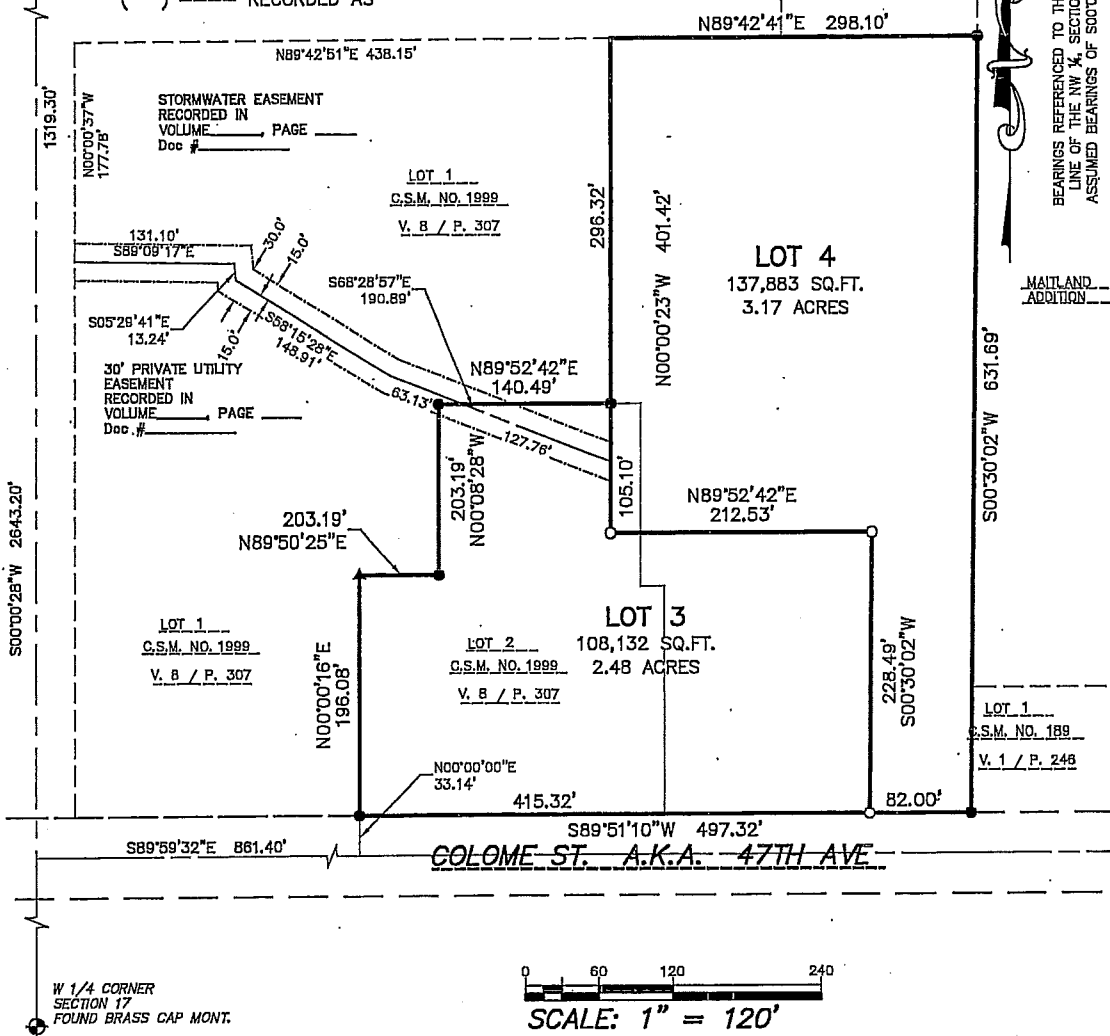 ( ) ---- RECORDED AS
N89°42'41"E 298.10'
N89°42'51"E 438.15'
1319.30'
N00°00'37"W
177.78'
STORMWATER EASEMENT
RECORDED IN
VOLUME______, PAGE ______
Doc #______
LOT 1
C.S.M. NO. 1999
V. 8 / P. 307
BEARINGS REFERENCED TO TH
LINE OF THE NW ¼, SECTION
ASSUMED BEARINGS OF S00°0
296.32'
N00°00'23"W 401.42'
LOT 4
137,883 SQ.FT.
3.17 ACRES
MAITLAND
ADDITION
131.10'
S89°09'17"E
30.0'
15.0'
S68°28'57"E
190.89'
S05°29'41"E
13.24'
15.0'
S58°15'28"E
148.91'
30' PRIVATE UTILITY
EASEMENT
RECORDED IN
VOLUME______, PAGE ______
Doc.#______
N89°52'42"E
140.49'
63.13'
127.76'
S00°30'02"W 631.69'
203.19'
N00°08'28"W
105.10'
N89°52'42"E
212.53'
203.19'
N89°50'25"E
S00°00'28"W 2643.20'
LOT 1
C.S.M. NO. 1999
V. 8 / P. 307
N00°00'16"E
196.08'
LOT 2
C.S.M. NO. 1999
V. 8 / P. 307
LOT 3
108,132 SQ.FT.
2.48 ACRES
228.49'
S00°30'02"W
LOT 1
C.S.M. NO. 189
V. 1 / P. 246
N00°00'00"E
33.14'
415.32'
82.00'
S89°51'10"W 497.32'
S89°59'32"E 861.40'
COLOME ST. A.K.A. 47TH AVE
W 1/4 CORNER
SECTION 17
FOUND BRASS CAP MONT.
0 60 120 240
SCALE: 1" = 120'